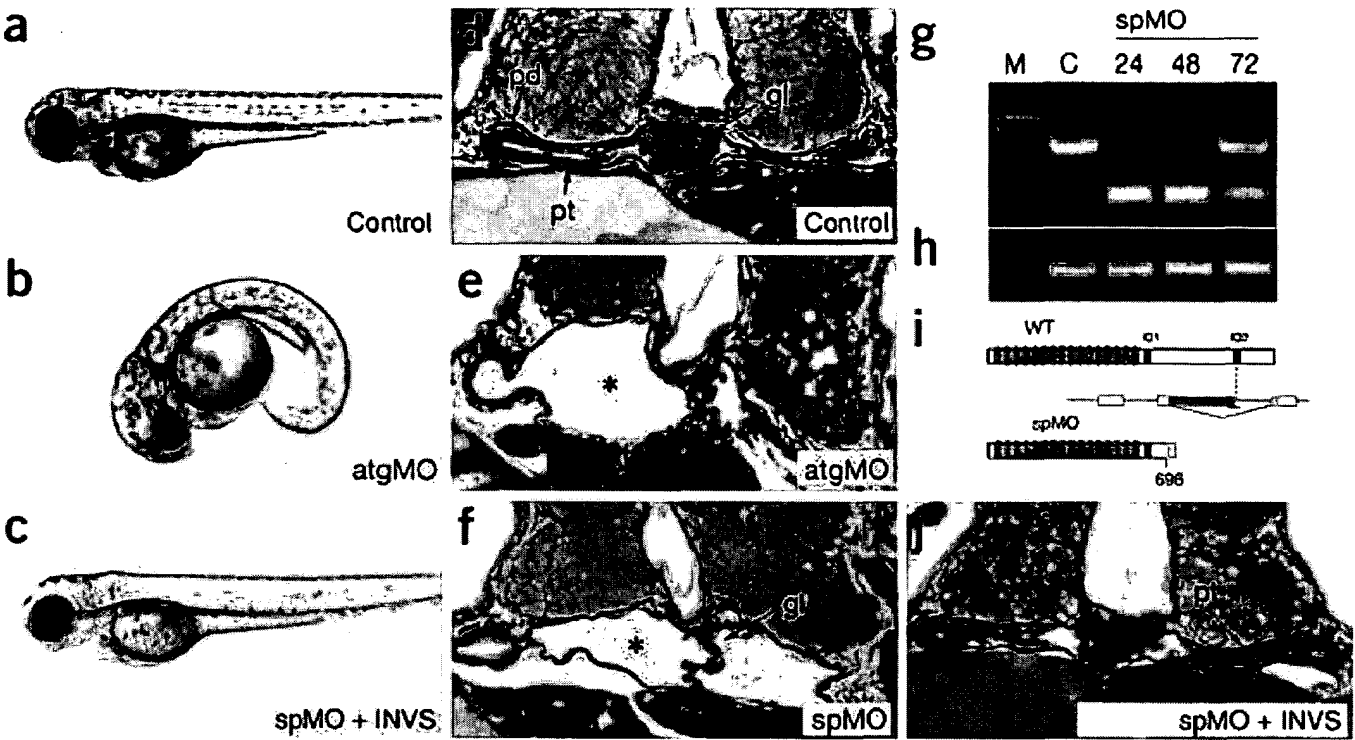 a
Control
b
atgMO
c
spMO + INVS
d
pd
gl
pt
Control
e
*
atgMO
f
gl
*
spMO
g
spMO
M C 24 48 72
h
i
WT
spMO
696
j
spMO + INVS